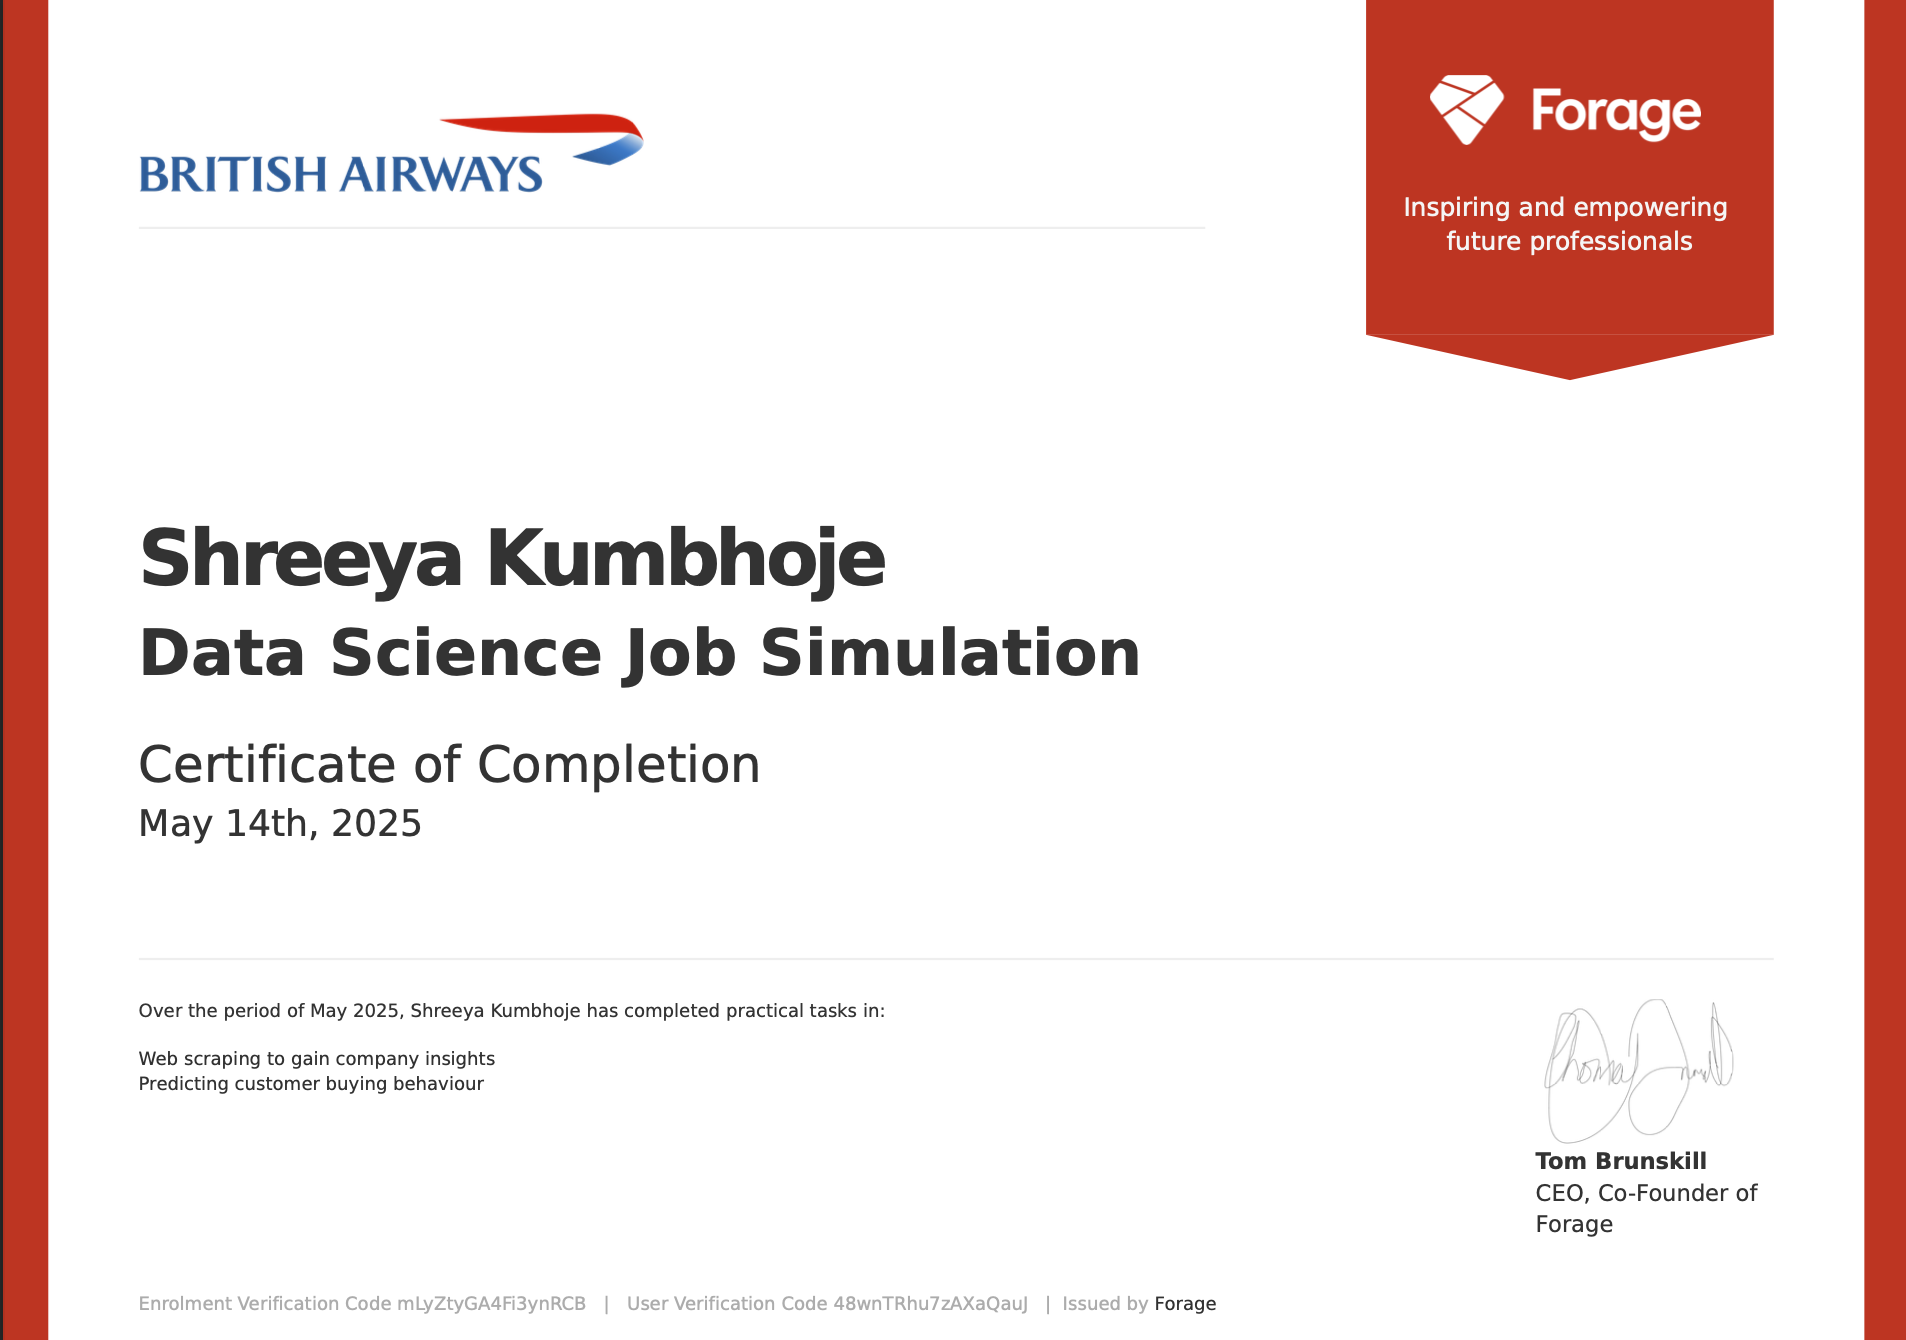 BRITISH AIRWAYS
Forage
Inspiring and empowering
future professionals
Shreeya Kumbhoje
Data Science Job Simulation
Certificate of Completion
May 14th, 2025
Over the period of May 2025, Shreeya Kumbhoje has completed practical tasks in:
Web scraping to gain company insights
Predicting customer buying behaviour
Tom Brunskill
CEO, Co-Founder of
Forage
Enrolment Verification Code mLyZtyGA4Fi3ynRCB | User Verification Code 48wnTRhu7zAXaQauJ | Issued by Forage